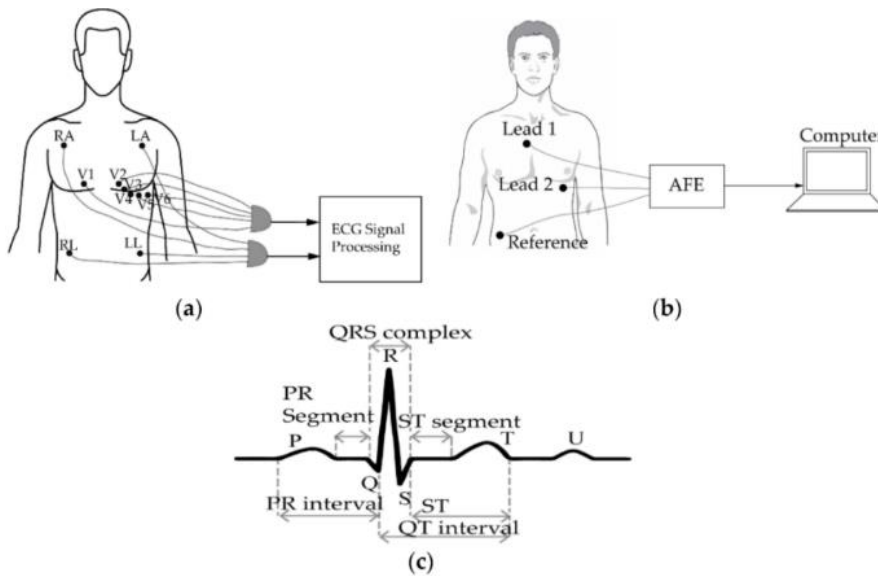 RA
LA
V1
V2
V3
V4
V5
V6
RL
LL
ECG Signal
Processing
(a)
Lead 1
Lead 2
Reference
AFE
Computer
(b)
QRS complex
R
PR
Segment
ST segment
P
T
U
Q
S
PR interval
ST
QT interval
(c)